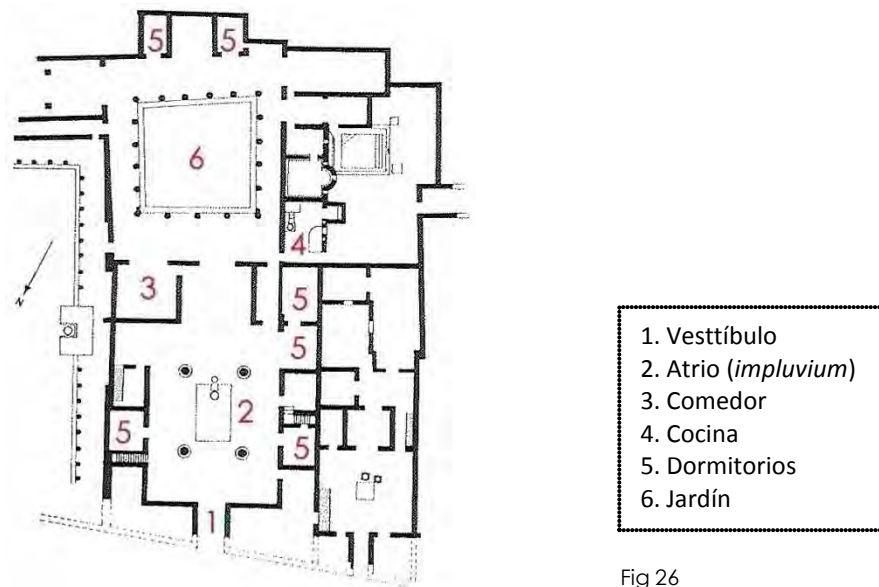 5 5
6
4
3
5
5
2
5
5
1
N
1. Vesttíbulo
2. Atrio (impluvium)
3. Comedor
4. Cocina
5. Dormitorios
6. Jardín
Fig 26